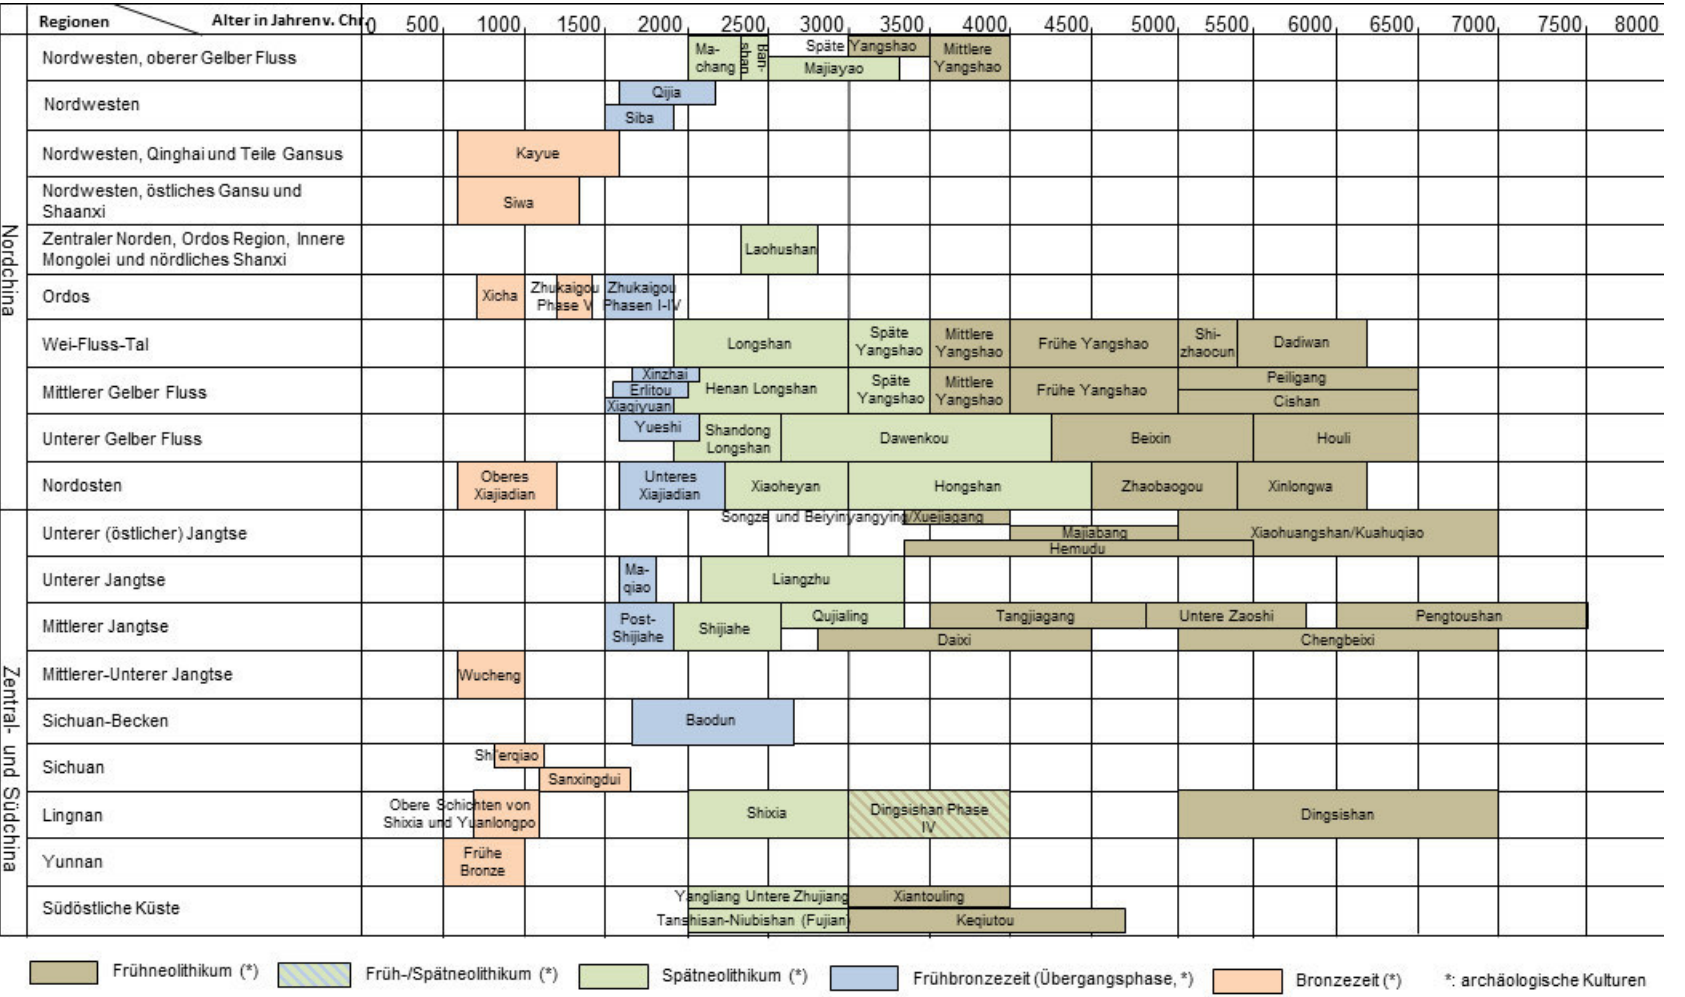 Regionen Alter in Jahren v. Chr. 0 500 1000 1500 2000 2500 3000 3500 4000 4500 5000 5500 6000 6500 7000 7500 8000
Nordchina
Nordwesten, oberer Gelber Fluss
Ma-
chang
shan
Ban-
Späte Yangshao
Majiayao
Mittlere
Yangshao
Nordwesten
Qijia
Siba
Nordwesten, Qinghai und Teile Gansus
Kayue
Nordwesten, östliches Gansu und
Shaanxi
Siwa
Zentraler Norden, Ordos Region, Innere
Mongolei und nördliches Shanxi
Laohushan
Ordos
Xicha
Zhukaigou
Phase V
Zhukaigou
Phasen I-IV
Wei-Fluss-Tal
Longshan
Späte
Yangshao
Mittlere
Yangshao
Frühe Yangshao
Shi-
zhaocun
Dadiwan
Mittlerer Gelber Fluss
Xinzhai
Erlitou
Xiaqiyuan
Henan Longshan
Späte
Yangshao
Mittlere
Yangshao
Frühe Yangshao
Peiligang
Cishan
Unterer Gelber Fluss
Yueshi
Shandong
Longshan
Dawenkou
Beixin
Houli
Nordosten
Oberes
Xiajiadian
Unteres
Xiajiadian
Xiaoheyan
Hongshan
Zhaobaogou
Xinlongwa
Zentral- und Südchina
Unterer (östlicher) Jangtse
Songze und Beiyinyangying/Xuejiagang
Majiabang
Hemudu
Xiaohuangshan/Kuahuqiao
Unterer Jangtse
Ma-
qiao
Liangzhu
Mittlerer Jangtse
Post-
Shijiahe
Shijiahe
Qujialing
Daixi
Tangjiagang
Untere Zaoshi
Pengtoushan
Chengbeixi
Mittlerer-Unterer Jangtse
Wucheng
Sichuan-Becken
Baodun
Sichuan
Shi'erqiao
Sanxingdui
Lingnan
Obere Schichten von
Shixia und Yuanlongpo
Shixia
Dingsishan Phase
IV
Dingsishan
Yunnan
Frühe
Bronze
Südöstliche Küste
Yangliang Untere Zhujiang
Xiantouling
Tanshisan-Niubishan (Fujian)
Keqiutou
Frühneolithikum (*)
Früh-/Spätneolithikum (*)
Spätneolithikum (*)
Frühbronzezeit (Übergangsphase, *)
Bronzezeit (*)
*: archäologische Kulturen